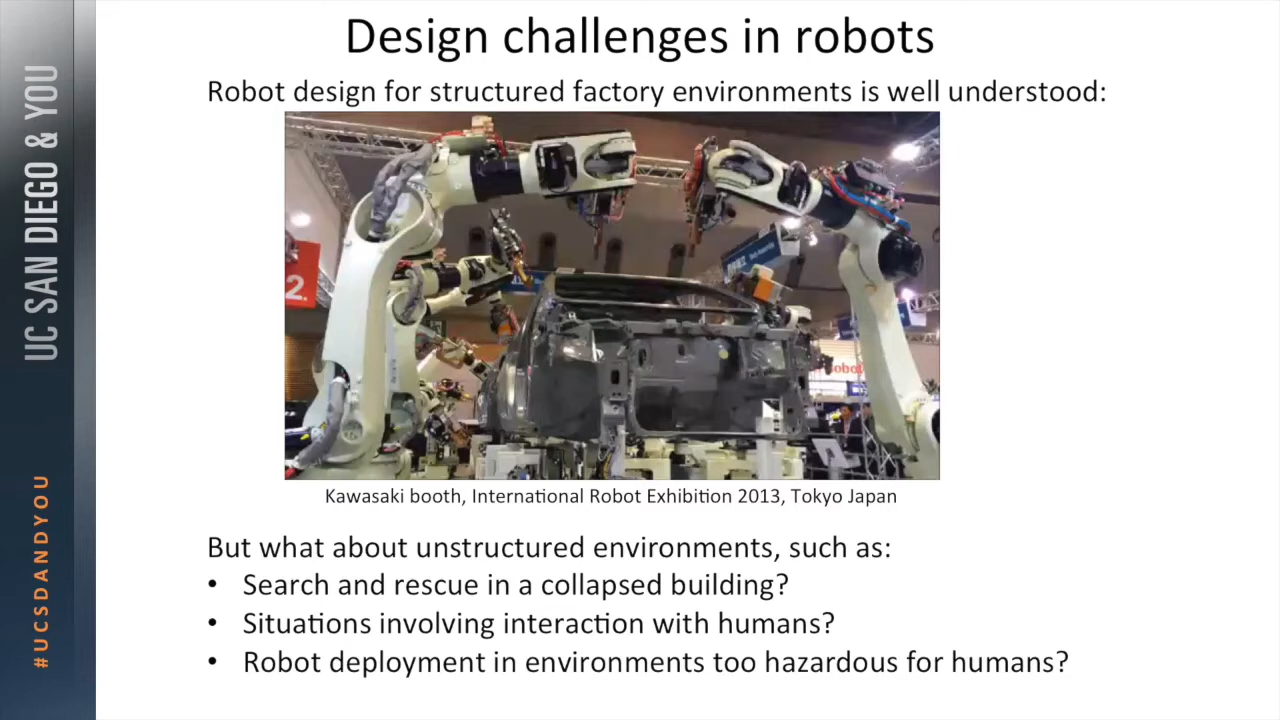 Design challenges in robots
Robot design for structured factory environments is well understood:
2.
robot
Kawasaki booth, International Robot Exhibition 2013, Tokyo Japan
But what about unstructured environments, such as:
• Search and rescue in a collapsed building?
• Situations involving interaction with humans?
• Robot deployment in environments too hazardous for humans?
UC SAN DIEGO & YOU
#UCSDANDYOU